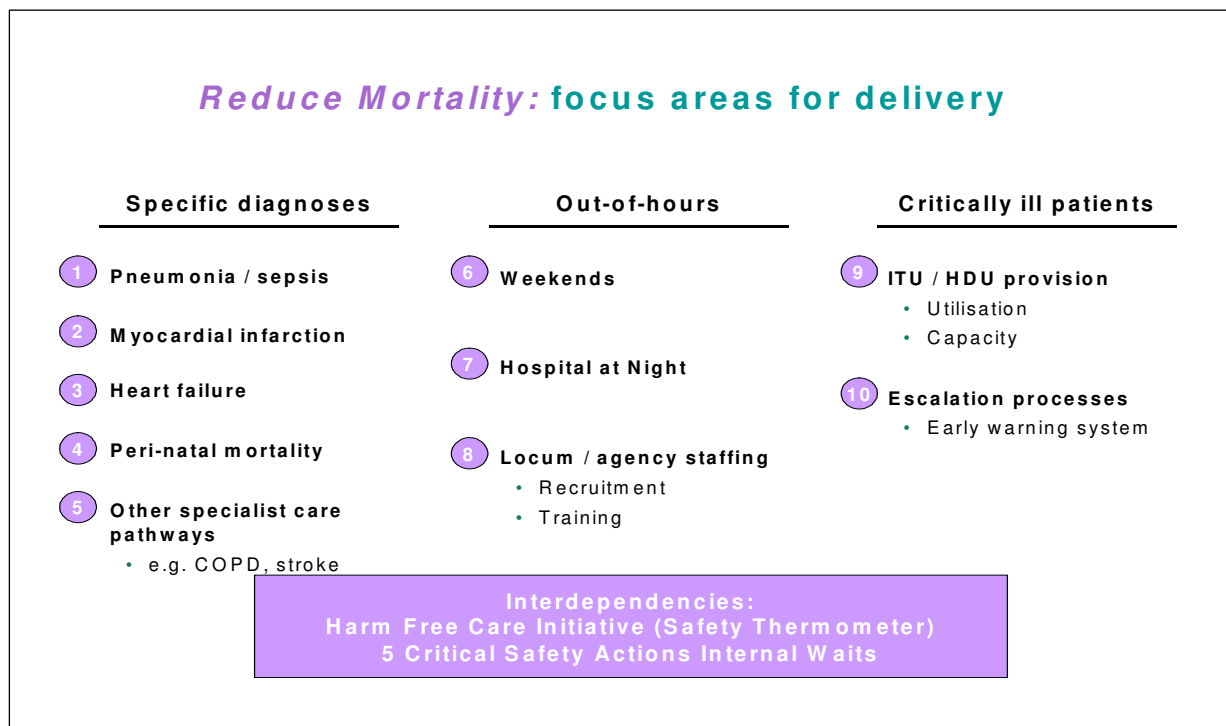 Reduce Mortality: focus areas for delivery
Specific diagnoses
1 Pneumonia / sepsis
2 Myocardial infarction
3 Heart failure
4 Peri-natal mortality
5 Other specialist care
pathways
• e.g. COPD, stroke
Out-of-hours
6 Weekends
7 Hospital at Night
8 Locum / agency staffing
• Recruitment
• Training
Critically ill patients
9 ITU / HDU provision
• Utilisation
• Capacity
10 Escalation processes
• Early warning system
Interdependencies:
Harm Free Care Initiative (Safety Thermometer)
5 Critical Safety Actions Internal Waits